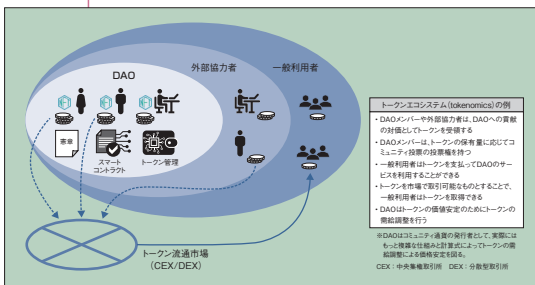 DAO
外部協力者
一般利用者
憲章
スマート
コントラクト
トークン管理
トークン流通市場
(CEX/DEX)
トークンエコシステム(tokenomics)の例
・DAOメンバーや外部協力者は、DAOへの貢献
の対価としてトークンを受領する
・DAOメンバーは、トークンの保有量に応じてコ
ミュニティ投票の投票権を持つ
・一般利用者はトークンを支払ってDAOのサー
ビスを利用することができる
・トークンを市場で取引可能なものとすることで、
一般利用者はトークンを取得できる
・DAOはトークンの価値安定のためにトークンの
需給調整を行う
※DAOはコミュニティ通貨の発行者として、実際には
もっと複雑な仕組みと計算式によってトークンの需
給調整による価格安定を図る。
CEX：中央集権取引所 DEX：分散型取引所